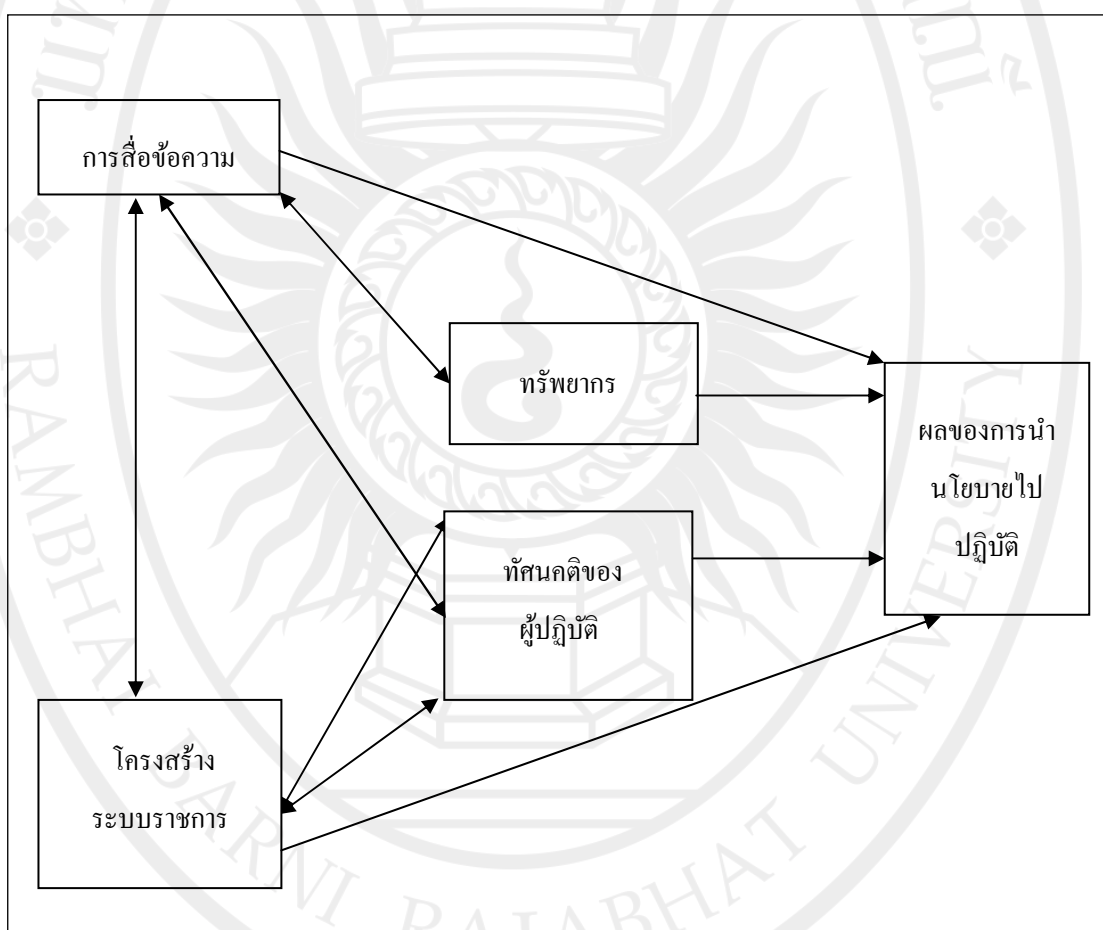 การสื่อข้อความ
ทรัพยากร
ผลของการนำ
นโยบายไป
ปฏิบัติ
ทัศนคติของ
ผู้ปฏิบัติ
โครงสร้าง
ระบบราชการ
RAMBHAI BARNI RAJABHAT UNIVERSITY